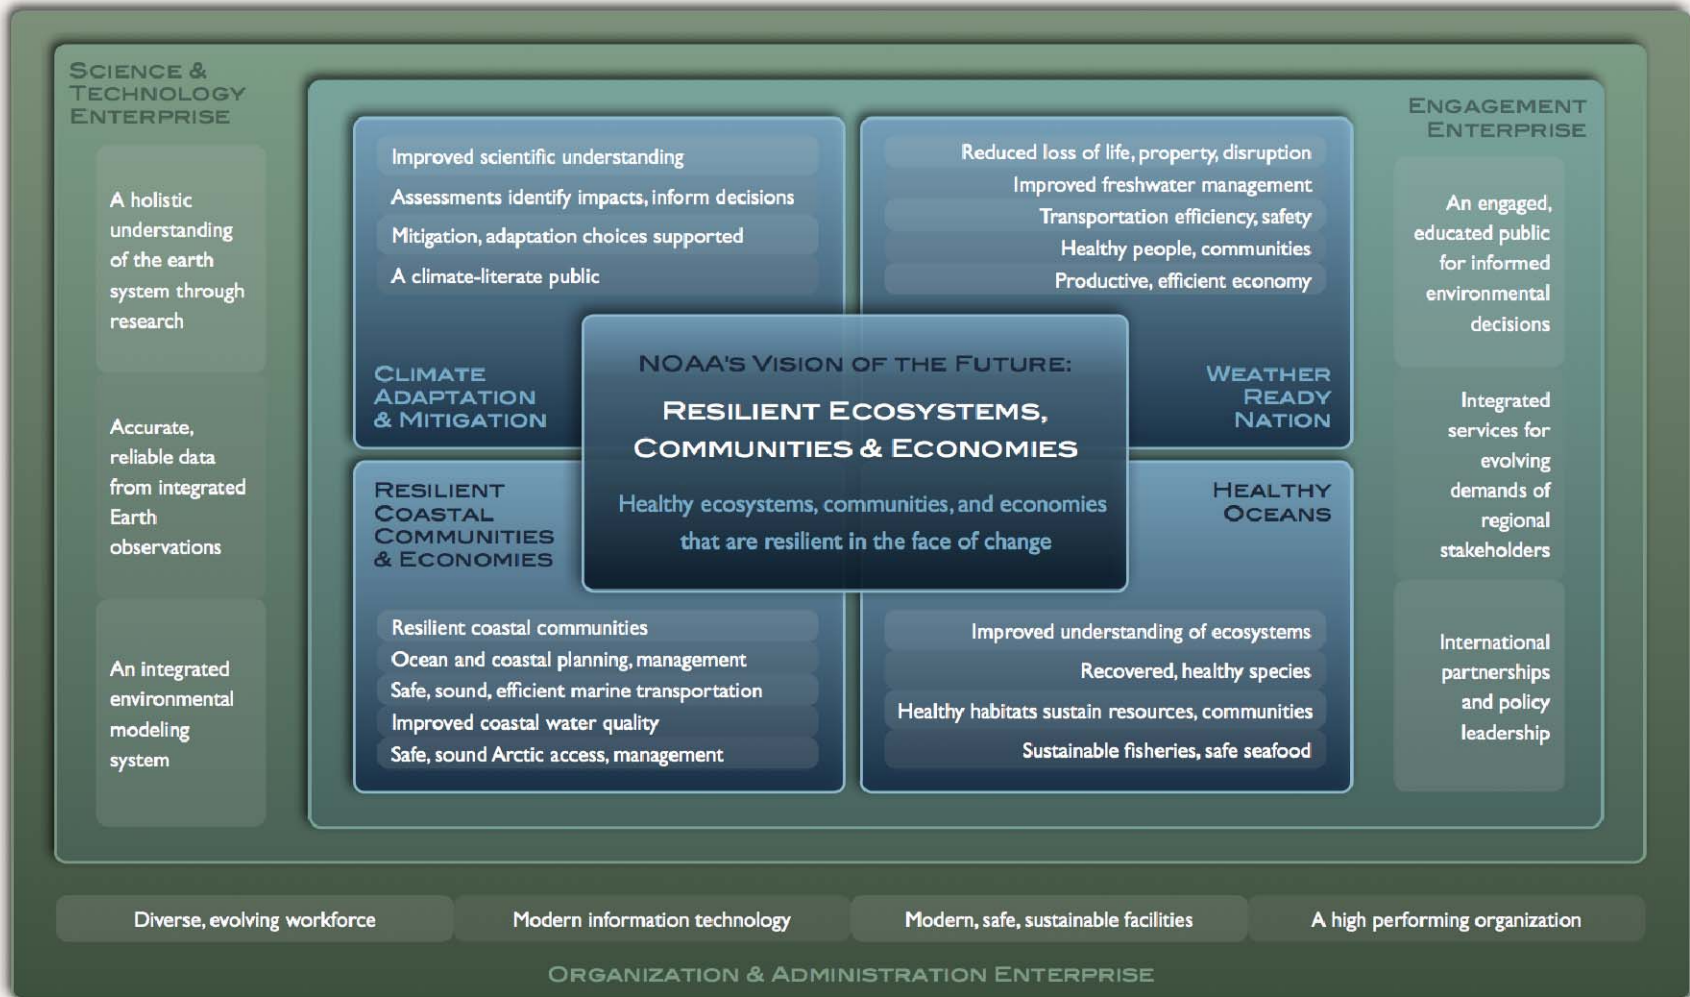 SCIENCE &
TECHNOLOGY
ENTERPRISE
A holistic
understanding
of the earth
system through
research
Accurate,
reliable data
from integrated
Earth
observations
An integrated
environmental
modeling
system
Improved scientific understanding
Assessments identify impacts, inform decisions
Mitigation, adaptation choices supported
A climate-literate public
CLIMATE
ADAPTATION
& MITIGATION
Reduced loss of life, property, disruption
Improved freshwater management
Transportation efficiency, safety
Healthy people, communities
Productive, efficient economy
WEATHER
READY
NATION
NOAA'S VISION OF THE FUTURE:
RESILIENT ECOSYSTEMS,
COMMUNITIES & ECONOMIES
Healthy ecosystems, communities, and economies
that are resilient in the face of change
RESILIENT
COASTAL
COMMUNITIES
& ECONOMIES
Resilient coastal communities
Ocean and coastal planning, management
Safe, sound, efficient marine transportation
Improved coastal water quality
Safe, sound Arctic access, management
HEALTHY
OCEANS
Improved understanding of ecosystems
Recovered, healthy species
Healthy habitats sustain resources, communities
Sustainable fisheries, safe seafood
ENGAGEMENT
ENTERPRISE
An engaged,
educated public
for informed
environmental
decisions
Integrated
services for
evolving
demands of
regional
stakeholders
International
partnerships
and policy
leadership
Diverse, evolving workforce
Modern information technology
Modern, safe, sustainable facilities
A high performing organization
ORGANIZATION & ADMINISTRATION ENTERPRISE